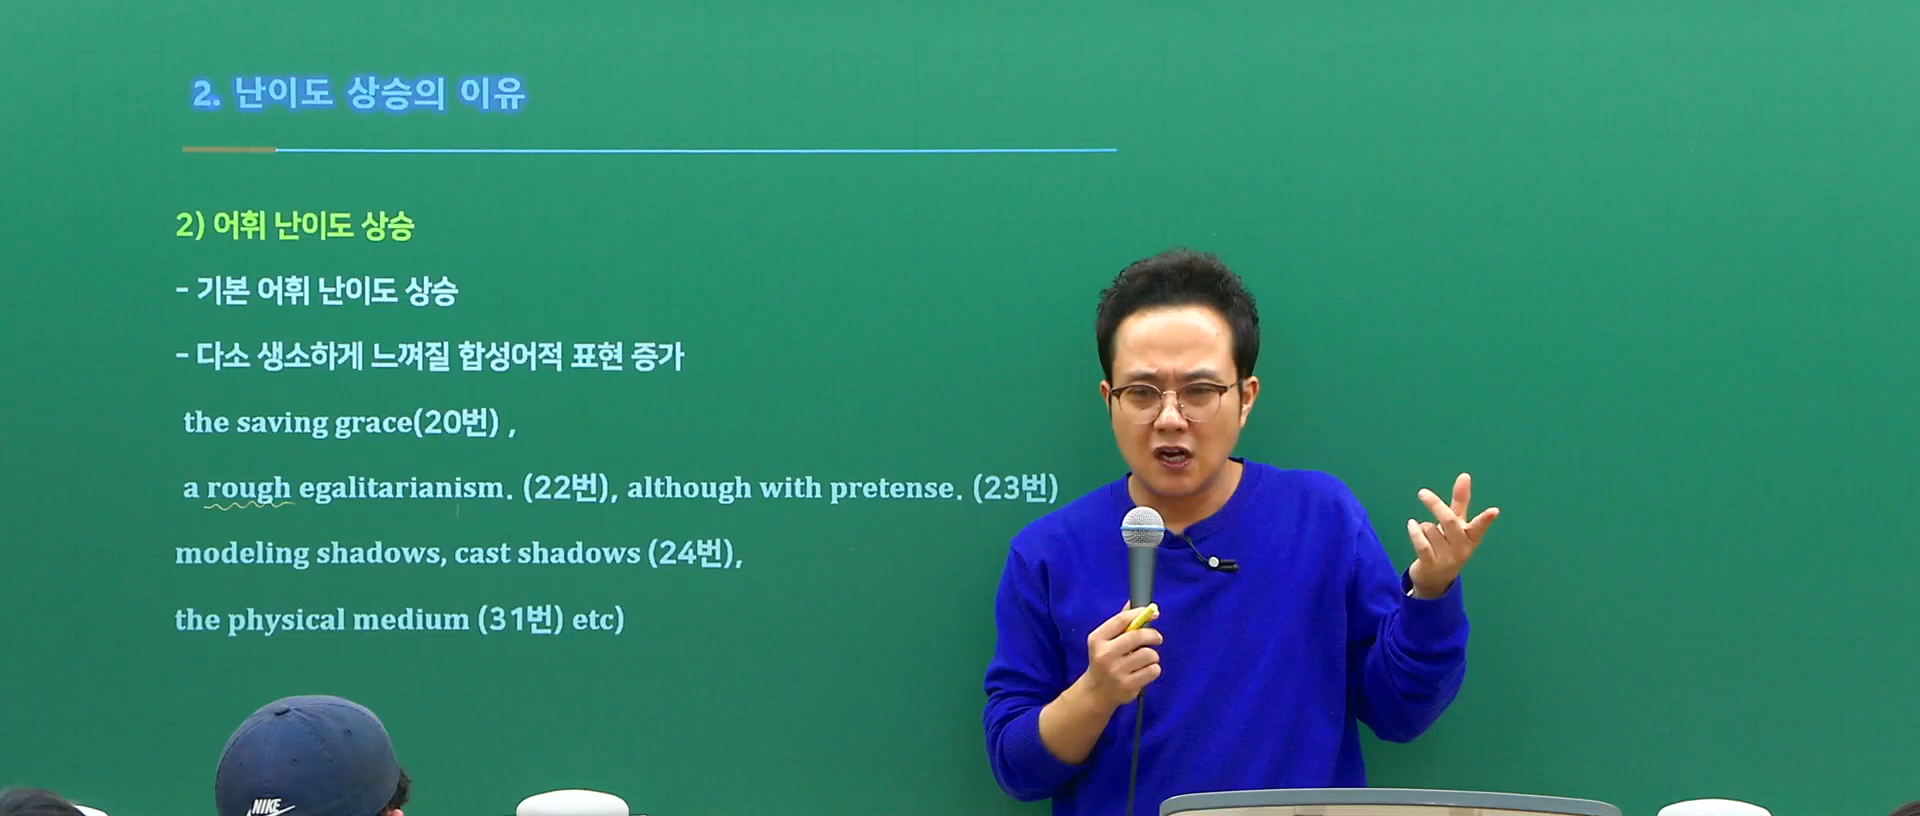 2. 난이도 상승의 이유
2) 어휘 난이도 상승
- 기본 어휘 난이도 상승
- 다소 생소하게 느껴질 합성어적 표현 증가
the saving grace(20번) ,
a rough egalitarianism. (22번), although with pretense. (23번)
modeling shadows, cast shadows (24번),
the physical medium (31번) etc)
NIKE